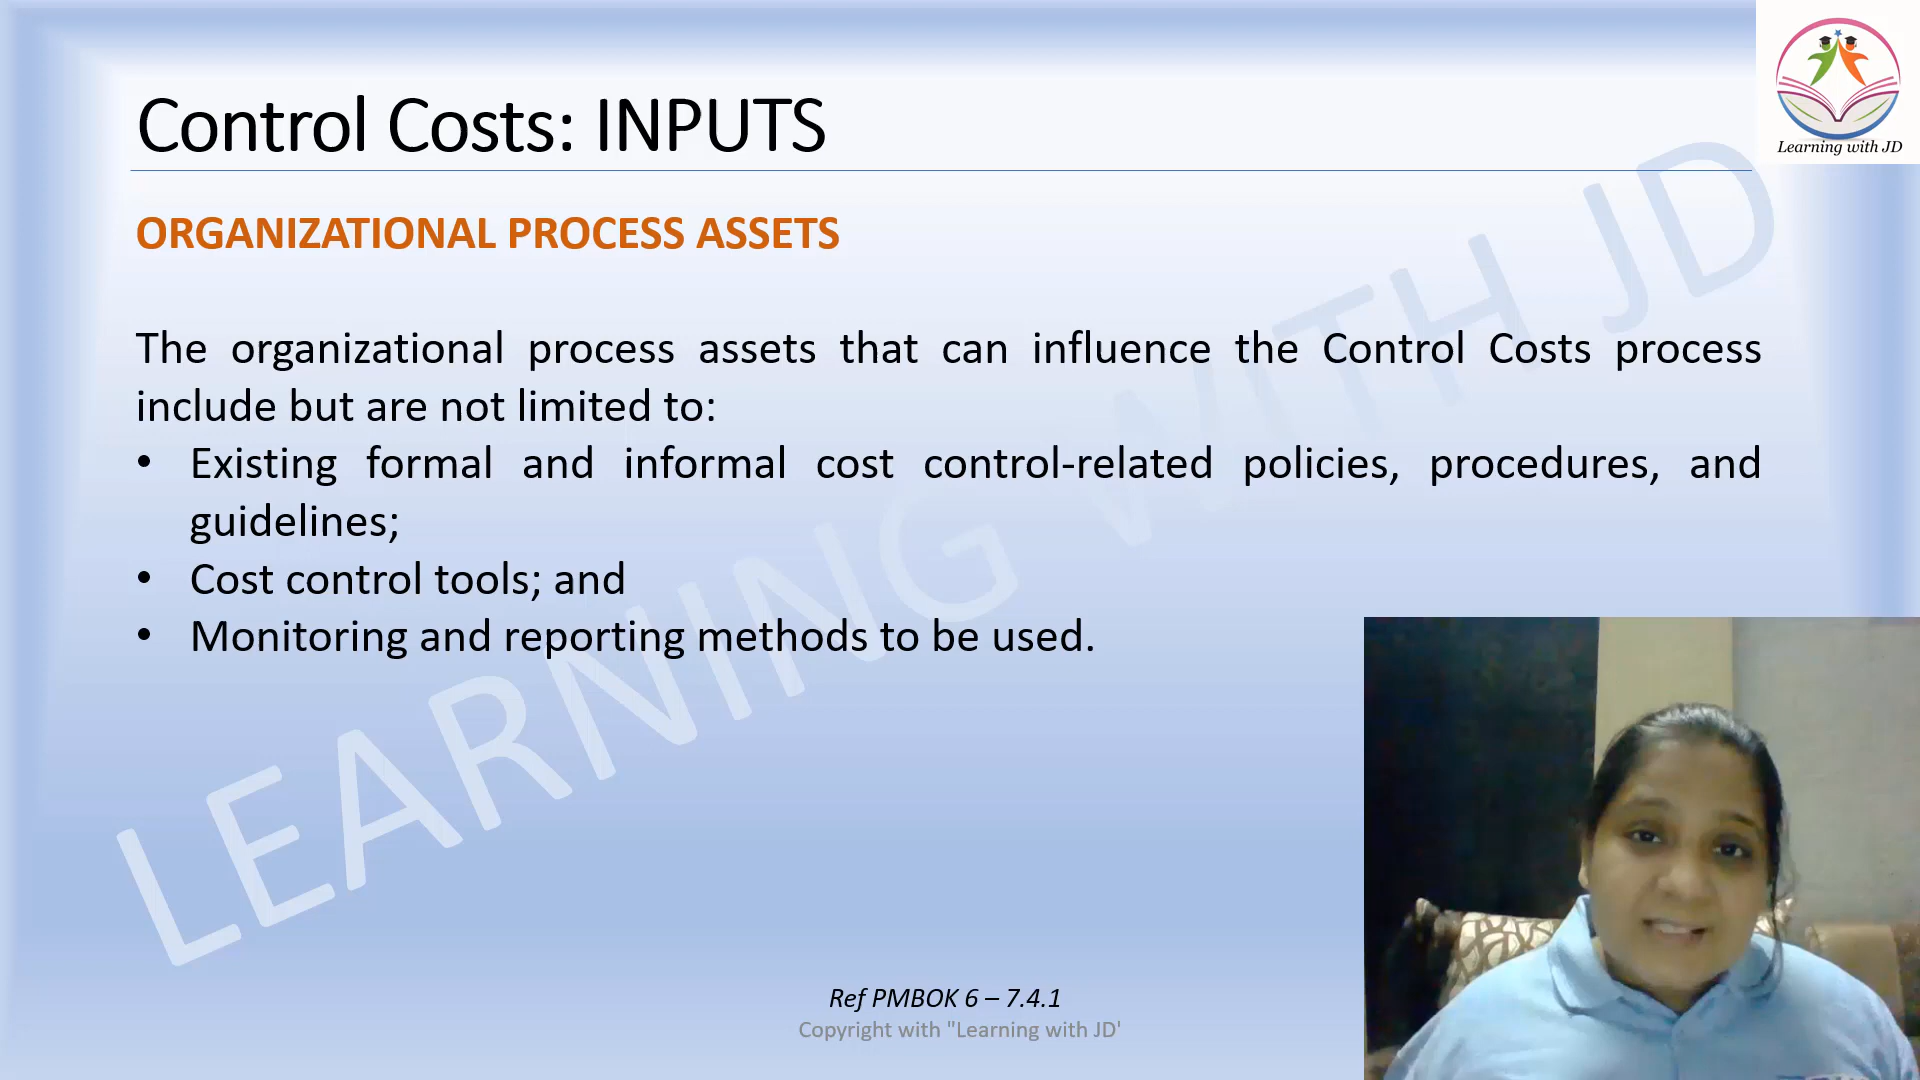 Learning with JD
Control Costs: INPUTS
ORGANIZATIONAL PROCESS ASSETS
The organizational process assets that can influence the Control Costs process
include but are not limited to:
• Existing formal and informal cost control-related policies, procedures, and
guidelines;
• Cost control tools; and
• Monitoring and reporting methods to be used.
LEARNING WITH JD
Ref PMBOK 6 – 7.4.1
Copyright with "Learning with JD'